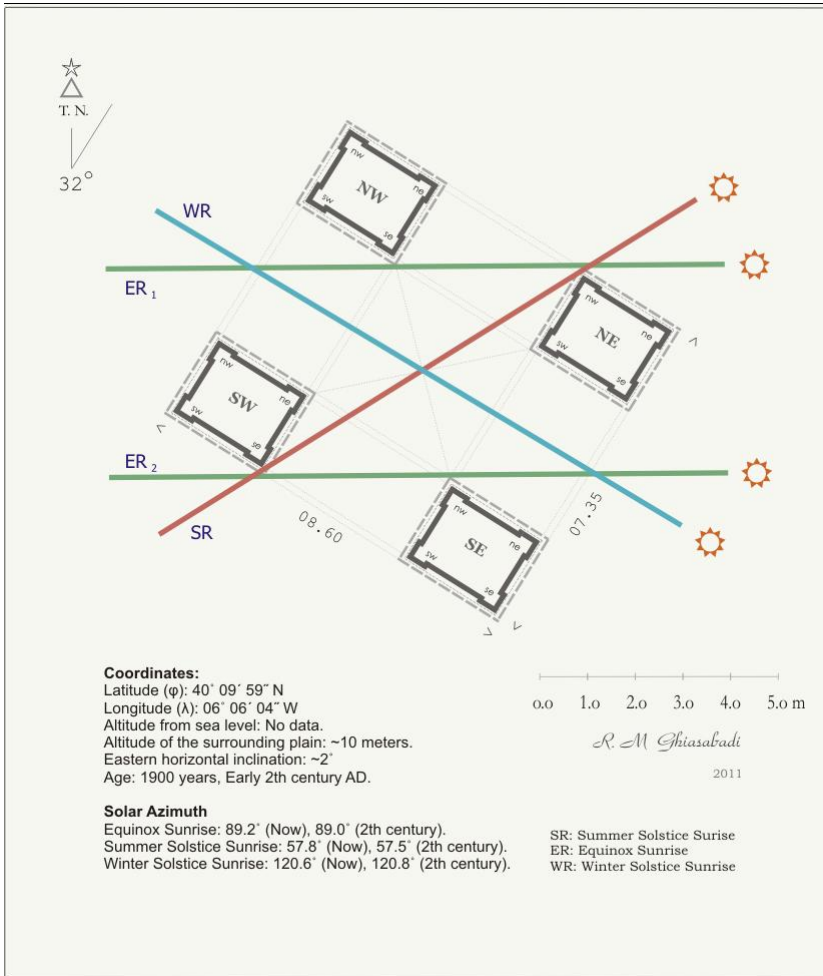 T. N.
32°
NW
nw
ne
sw
se
WR
ER 1
NE
nw
ne
sw
se
SW
nw
ne
sw
se
ER 2
SR
08.60
07.35
SE
nw
ne
sw
se
Coordinates:
Latitude (φ): 40° 09´ 59˝ N
Longitude (λ): 06° 06´ 04˝ W
Altitude from sea level: No data.
Altitude of the surrounding plain: ~10 meters.
Eastern horizontal inclination: ~2°
Age: 1900 years, Early 2th century AD.
0.0 1.0 2.0 3.0 4.0 5.0 m
R. M Ghiasabadi
2011
Solar Azimuth
Equinox Sunrise: 89.2° (Now), 89.0° (2th century).
Summer Solstice Sunrise: 57.8° (Now), 57.5° (2th century).
Winter Solstice Sunrise: 120.6° (Now), 120.8° (2th century).
SR: Summer Solstice Surise
ER: Equinox Sunrise
WR: Winter Solstice Sunrise